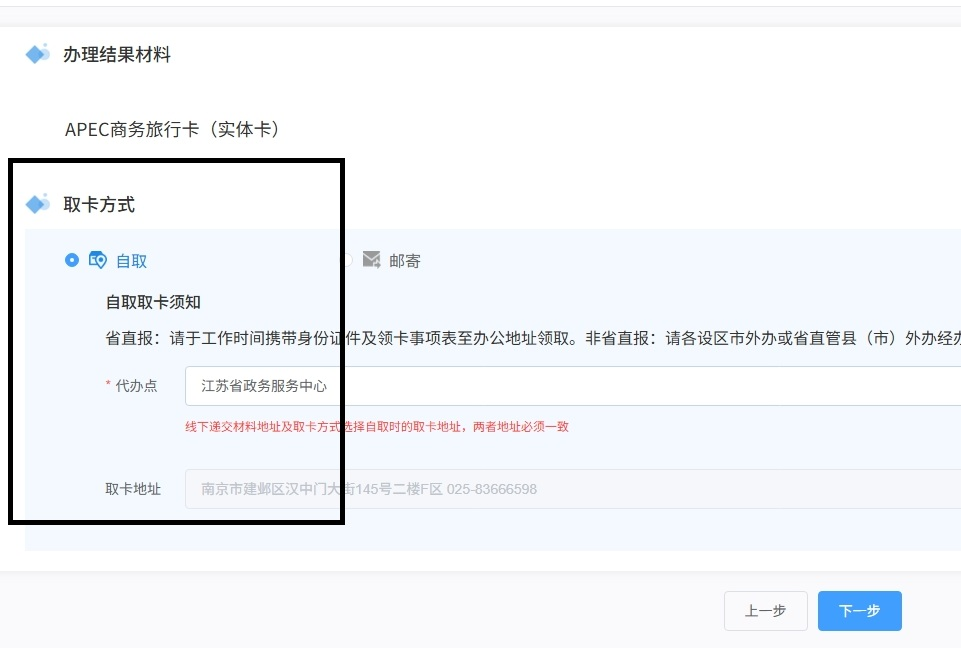 办理结果材料
APEC商务旅行卡（实体卡）
取卡方式
自取 邮寄
自取取卡须知
省直报：请于工作时间携带身份证件及领卡事项表至办公地址领取。非省直报：请各设区市外办或省直管县（市）外办经办
* 代办点 江苏省政务服务中心
线下递交材料地址及取卡方式选择自取时的取卡地址，两者地址必须一致
取卡地址 南京市建邺区汉中门大街145号二楼F区 025-83666598
上一步 下一步